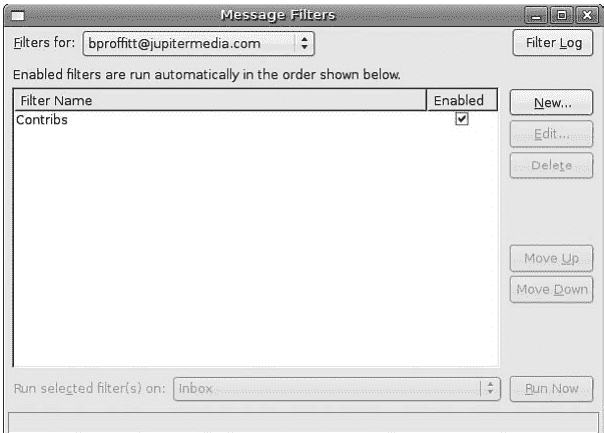 Message Filters
Filters for: bproffitt@jupitermedia.com
Filter Log
Enabled filters are run automatically in the order shown below.
Filter Name Enabled
Contribs
New...
Edit...
Delete
Move Up
Move Down
Run selected filter(s) on: Inbox
Run Now